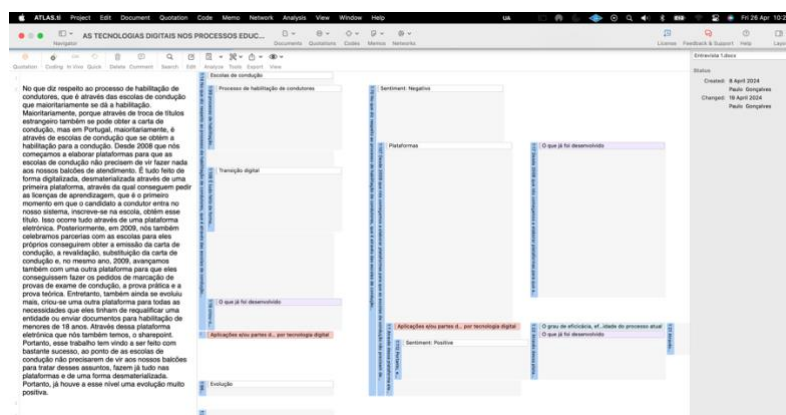 ATLAS.ti Project Edit Document Quotation Code Memo Network Analysis View Window Help
UA
Fri 26 Apr 10:2
AS TECNOLOGIAS DIGITAIS NOS PROCESSOS EDUC...
Navigator
Documents Quotations Codes Memos Networks
License Feedback & Support Help Layo
Quotation Coding In Vivo Quick Delete Comment Search Edit Analyse Tools Export View
Entrevista 1.docx
Status
Created: 8 April 2024
Paulo Gonçalves
Changed: 19 April 2024
Paulo Gonçalves
No que diz respeito ao processo de habilitação de
condutores, que é através das escolas de condução
que maioritariamente se dá a habilitação.
Maioritariamente, porque através de troca de títulos
estrangeiro também se pode obter a carta de
condução, mas em Portugal, maioritariamente, é
através de escolas de condução que se obtém a
habilitação para a condução. Desde 2008 que nós
começamos a elaborar plataformas para que as
escolas de condução não precisem de vir fazer nada
aos nossos balcões de atendimento. É tudo feito de
forma digitalizada, desmaterializada através de uma
primeira plataforma, através da qual conseguem pedir
as licenças de aprendizagem, que é o primeiro
momento em que o candidato a condutor entra no
nosso sistema, inscreve-se na escola, obtém esse
título. Isso ocorre tudo através de uma plataforma
eletrónica. Posteriormente, em 2009, nós também
celebramos parcerias com as escolas para eles
próprios conseguirem obter a emissão da carta de
condução, a revalidação, substituição da carta de
condução e, no mesmo ano, 2009, avançamos
também com uma outra plataforma para que eles
conseguissem fazer os pedidos de marcação de
provas de exame de condução, a prova prática e a
prova teórica. Entretanto, também ainda se evoluiu
mais, criou-se uma outra plataforma para todas as
necessidades que eles tinham de requalificar uma
entidade ou enviar documentos para habilitação de
menores de 18 anos. Através dessa plataforma
eletrónica que nós também temos, o sharepoint.
Portanto, esse trabalho tem vindo a ser feito com
bastante sucesso, ao ponto de as escolas de
condução não precisarem de vir aos nossos balcões
para tratar desses assuntos, fazem já tudo nas
plataformas e de uma forma desmaterializada.
Portanto, já houve a esse nível uma evolução muito
positiva.
Escolas de condução
Processo de habilitação de condutores
Transição digital
O que já foi desenvolvido
Aplicações e/ou partes d... por tecnologia digital
Evolução
Sentiment: Negativo
Plataformas
Aplicações e/ou partes d... por tecnologia digital
Sentiment: Positive
O que já foi desenvolvido
O grau de eficiária, ef...idade do processo atual
O que já foi desenvolvido